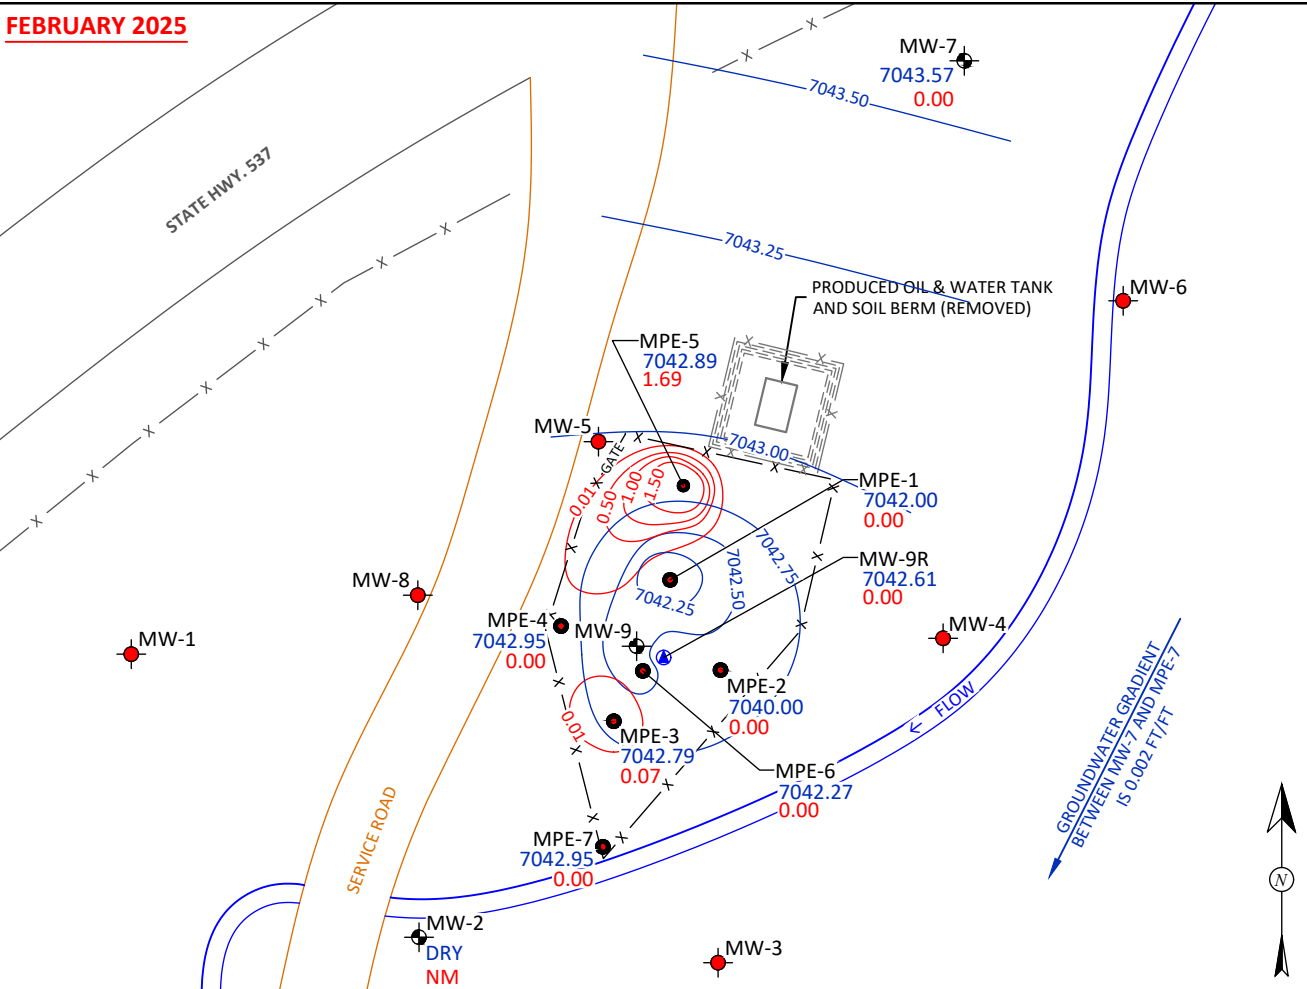 FEBRUARY 2025
MW-7
7043.57
0.00
7043.50
STATE HWY. 537
7043.25
PRODUCED OIL & WATER TANK
AND SOIL BERM (REMOVED)
MW-6
MPE-5
7042.89
1.69
MW-5
GATE
7043.00
0.01
0.50
1.00
1.50
MPE-1
7042.00
0.00
7042.75
7042.50
7042.25
MW-9R
7042.61
0.00
MW-8
MPE-4
7042.95
0.00
MW-9
MW-4
MW-1
MPE-2
7040.00
0.00
0.01
MPE-3
7042.79
0.07
FLOW
MPE-6
7042.27
0.00
GROUNDWATER GRADIENT
BETWEEN MW-7 AND MPE-7
IS 0.002 FT/FT
SERVICE ROAD
MPE-7
7042.95
0.00
N
MW-2
DRY
NM
MW-3